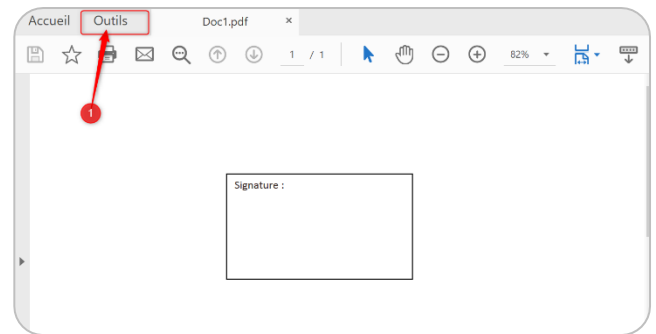 Accueil Outils Doc1.pdf ×
1 / 1 82%
1
Signature :